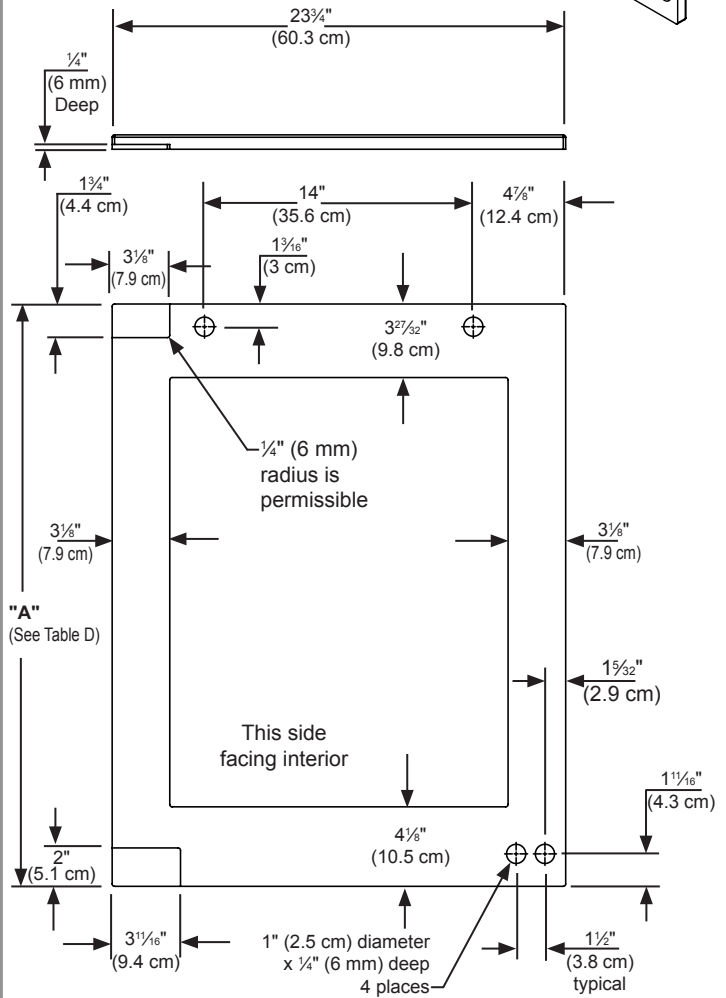 23¾"
(60.3 cm)
¼"
(6 mm)
Deep
1¾"
(4.4 cm)
14"
(35.6 cm)
4⅞"
(12.4 cm)
3⅛"
(7.9 cm)
1³⁄₁₆"
(3 cm)
3²⁷⁄₃₂"
(9.8 cm)
¼" (6 mm)
radius is
permissible
3⅛"
(7.9 cm)
3⅛"
(7.9 cm)
"A"
(See Table D)
1⁵⁄₃₂"
(2.9 cm)
This side
facing interior
1¹¹⁄₁₆"
(4.3 cm)
4⅛"
(10.5 cm)
2"
(5.1 cm)
3¹¹⁄₁₆"
(9.4 cm)
1" (2.5 cm) diameter
x ¼" (6 mm) deep
4 places
1½"
(3.8 cm)
typical